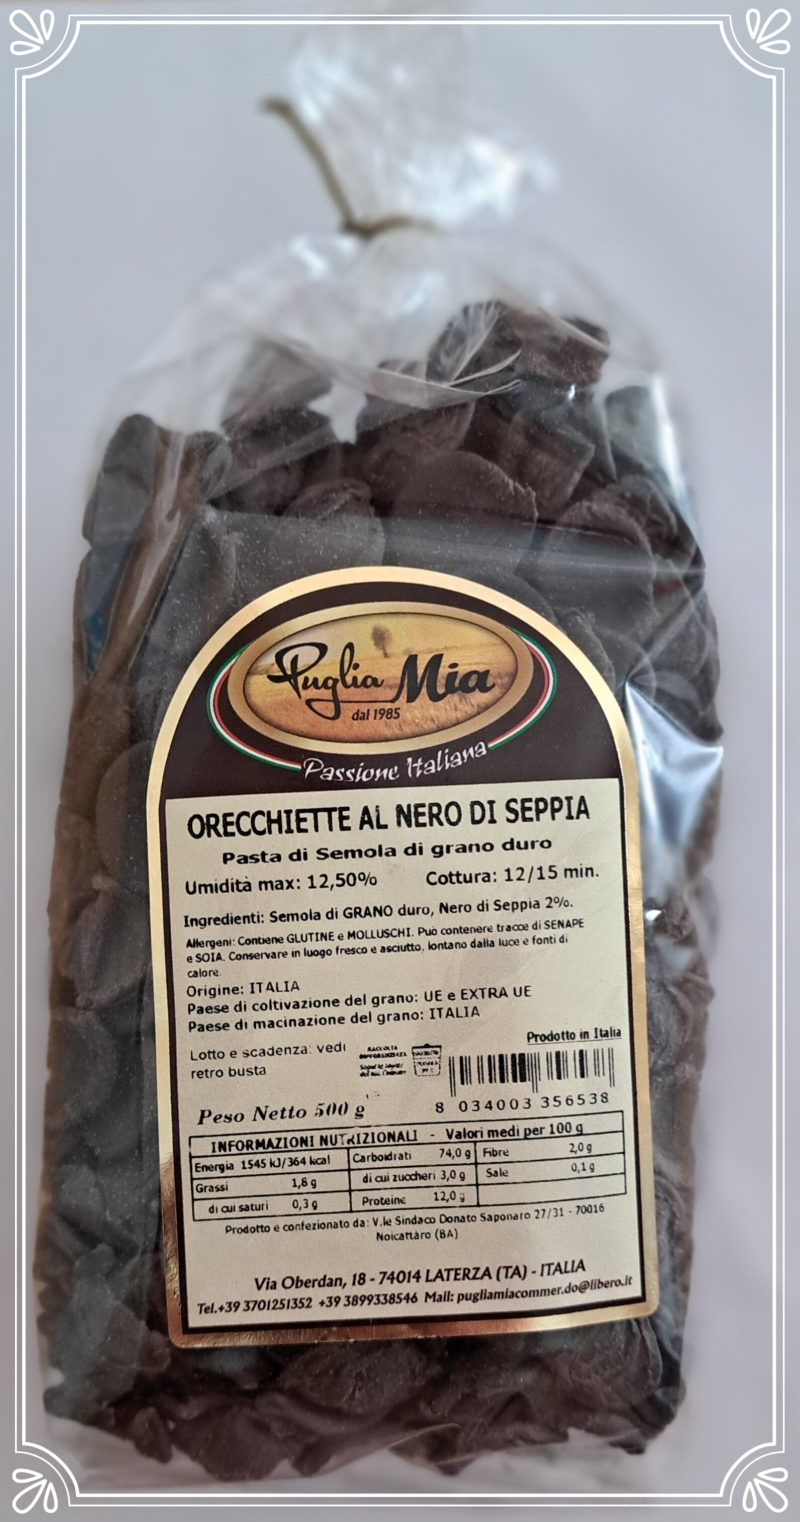 Puglia Mia
dal 1985
Passione Italiana
ORECCHIETTE AL NERO DI SEPPIA
Pasta di Semola di grano duro
Umidità max: 12,50% Cottura: 12/15 min.
Ingredienti: Semola di GRANO duro, Nero di Seppia 2%.
Allergeni: Contiene GLUTINE e MOLLUSCHI. Può contenere tracce di SENAPE
e SOIA. Conservare in luogo fresco e asciutto, lontano dalla luce e fonti di
calore.
Origine: ITALIA
Paese di coltivazione del grano: UE e EXTRA UE
Paese di macinazione del grano: ITALIA
Prodotto in Italia
Lotto e scadenza: vedi
retro busta
RACCOLTA
8 034003 356538
Peso Netto 500 g
INFORMAZIONI NUTRIZIONALI - Valori medi per 100 g
Energia 1545 kJ/364 kcal Carboidrati 74,0 g Fibre 2,0 g
Grassi 1,8 g di cui zuccheri 3,0 g Sale 0,1 g
di cui saturi 0,3 g Proteine 12,0 g
Prodotto e confezionato da: V.le Sindaco Donato Saponaro 27/31 - 70016
Noicattàro (BA)
Via Oberdan, 18 - 74014 LATERZA (TA) - ITALIA
Tel.+39 3701251352 +39 3899338546 Mail: pugliamiacommer.do@libero.it